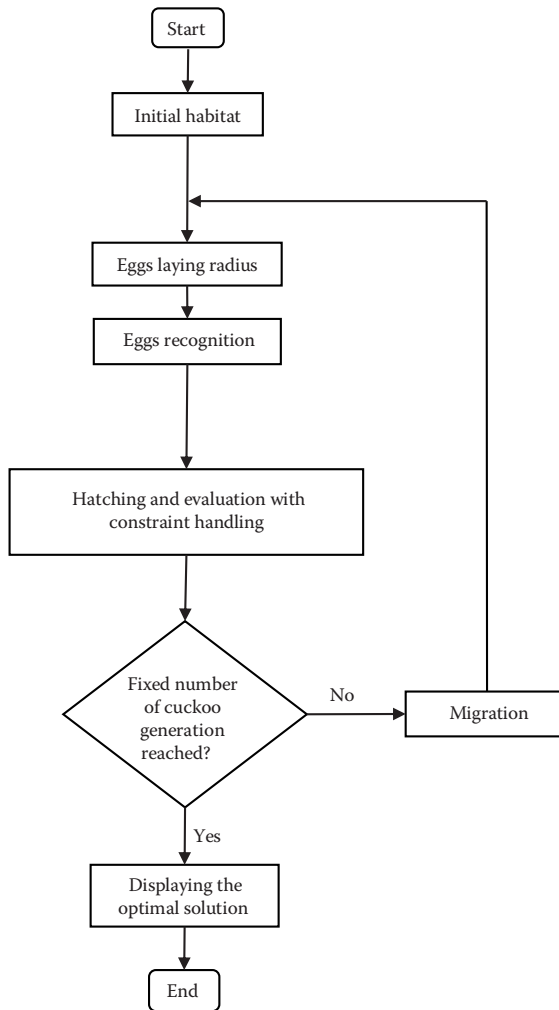 Start
Initial habitat
Eggs laying radius
Eggs recognition
Hatching and evaluation with
constraint handling
Fixed number
of cuckoo
generation
reached?
No
Migration
Yes
Displaying the
optimal solution
End